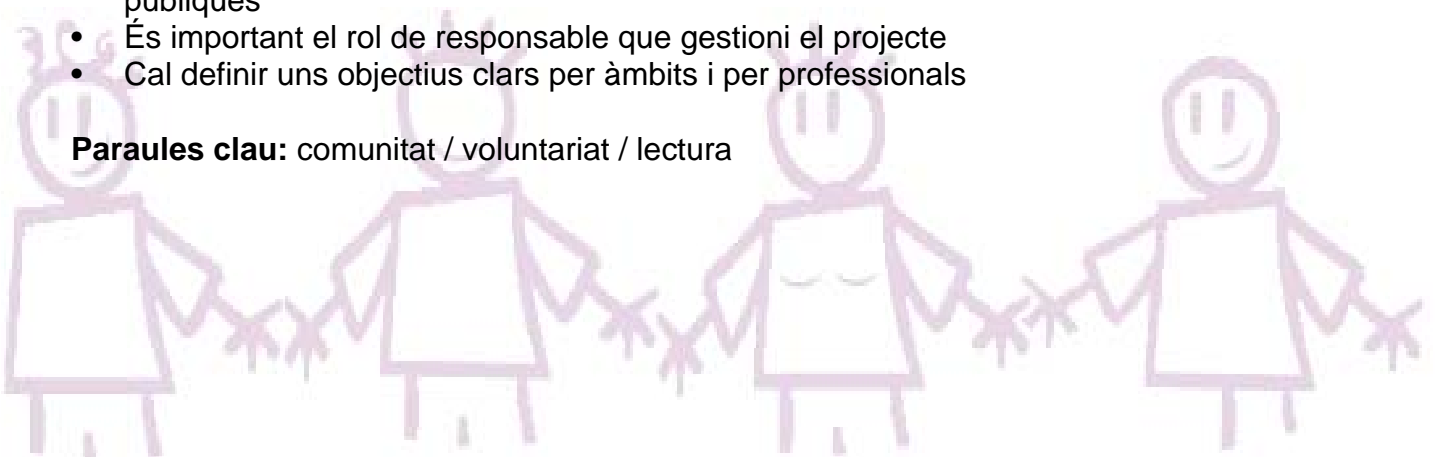 públiques
• És important el rol de responsable que gestioni el projecte
• Cal definir uns objectius clars per àmbits i per professionals
Paraules clau: comunitat / voluntariat / lectura